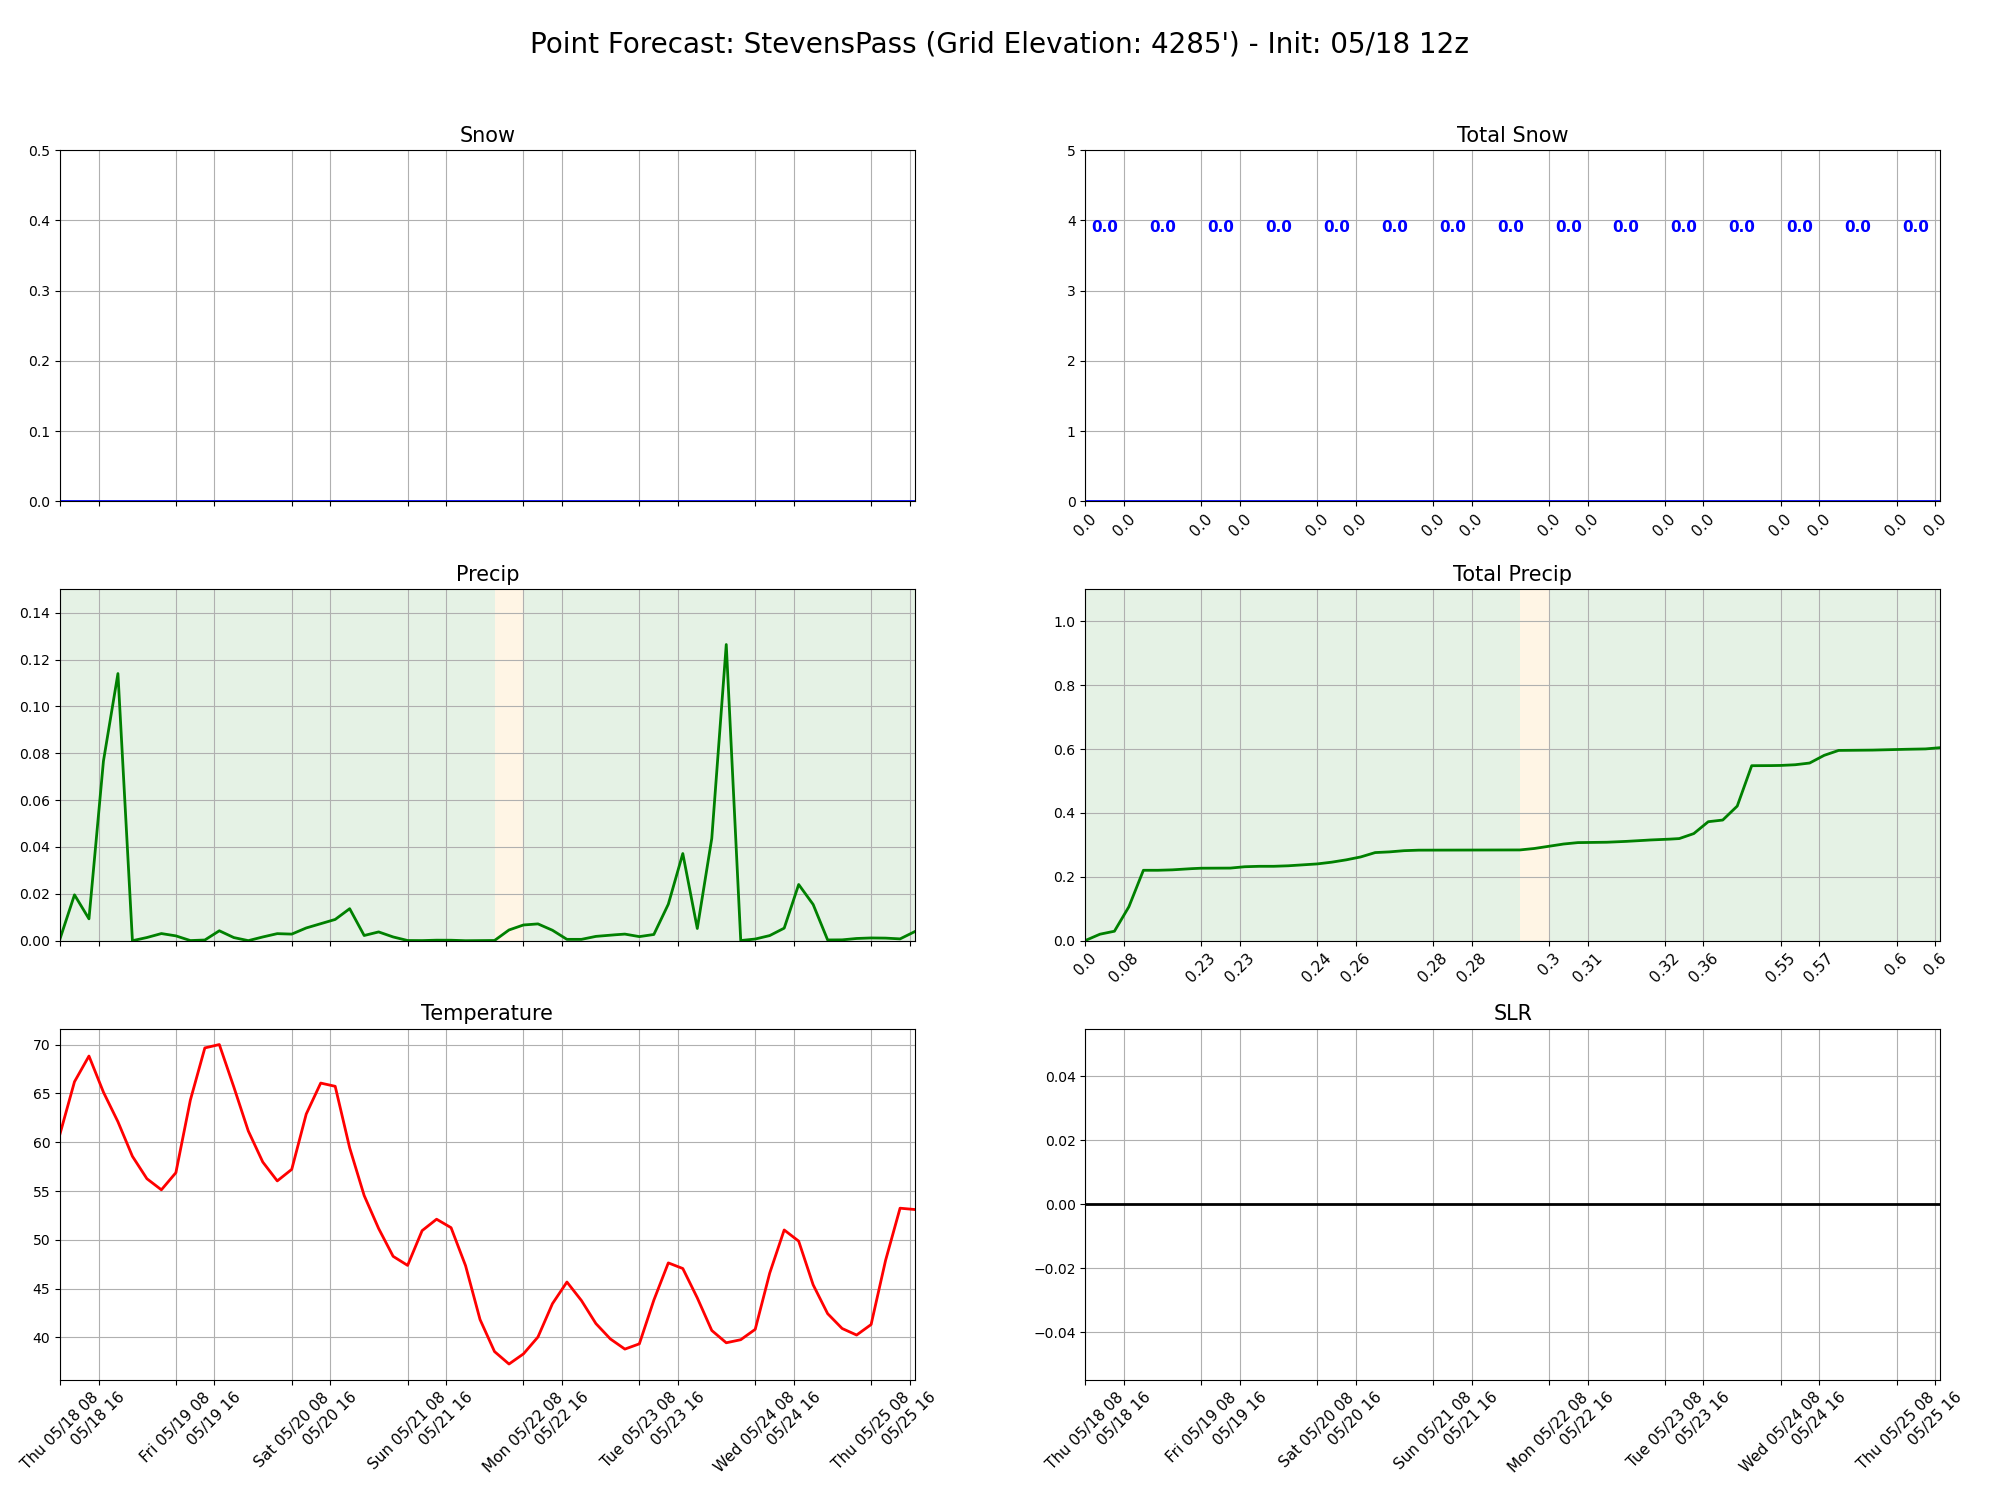 Point Forecast: StevensPass (Grid Elevation: 4285') - Init: 05/18 12z
Snow
0.5
0.4
0.3
0.2
0.1
0.0
Total Snow
5
4
3
2
1
0
0.0 0.0 0.0 0.0 0.0 0.0 0.0 0.0 0.0 0.0 0.0 0.0 0.0 0.0 0.0
0.0 0.0 0.0 0.0 0.0 0.0 0.0 0.0 0.0 0.0 0.0 0.0 0.0 0.0 0.0 0.0
Precip
0.14
0.12
0.10
0.08
0.06
0.04
0.02
0.00
Total Precip
1.0
0.8
0.6
0.4
0.2
0.0
0.0 0.08 0.23 0.23 0.24 0.26 0.28 0.28 0.3 0.31 0.32 0.36 0.55 0.57 0.6 0.6
Temperature
70
65
60
55
50
45
40
Thu 05/18 08
05/18 16
Fri 05/19 08
05/19 16
Sat 05/20 08
05/20 16
Sun 05/21 08
05/21 16
Mon 05/22 08
05/22 16
Tue 05/23 08
05/23 16
Wed 05/24 08
05/24 16
Thu 05/25 08
05/25 16
SLR
0.04
0.02
0.00
−0.02
−0.04
Thu 05/18 08
05/18 16
Fri 05/19 08
05/19 16
Sat 05/20 08
05/20 16
Sun 05/21 08
05/21 16
Mon 05/22 08
05/22 16
Tue 05/23 08
05/23 16
Wed 05/24 08
05/24 16
Thu 05/25 08
05/25 16